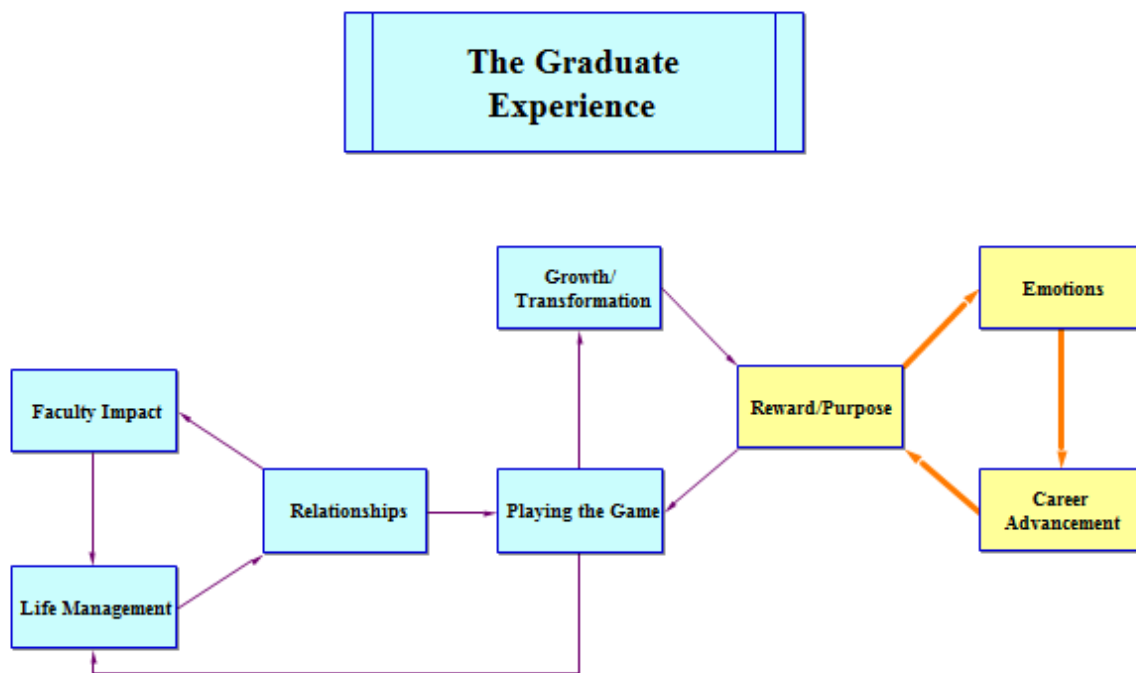 The Graduate
Experience
Growth/
Transformation
Emotions
Faculty Impact
Reward/Purpose
Relationships
Playing the Game
Career
Advancement
Life Management